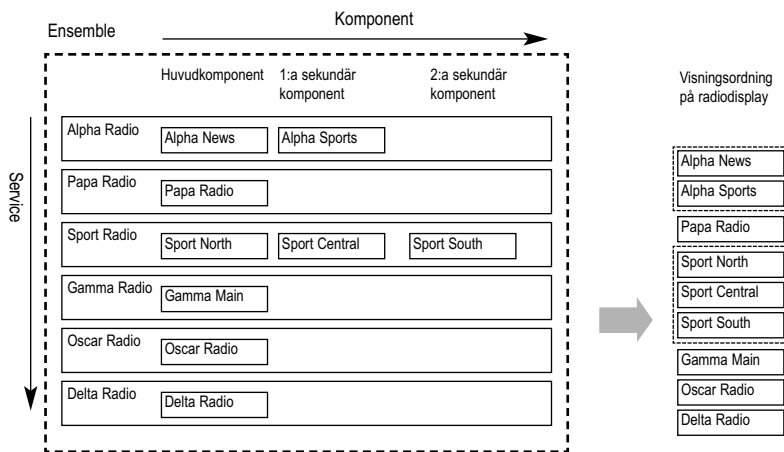 Ensemble
Komponent
Service
Huvudkomponent
1:a sekundär
komponent
2:a sekundär
komponent
Alpha Radio
Alpha News
Alpha Sports
Papa Radio
Papa Radio
Sport Radio
Sport North
Sport Central
Sport South
Gamma Radio
Gamma Main
Oscar Radio
Oscar Radio
Delta Radio
Delta Radio
Visningsordning
på radiodisplay
Alpha News
Alpha Sports
Papa Radio
Sport North
Sport Central
Sport South
Gamma Main
Oscar Radio
Delta Radio